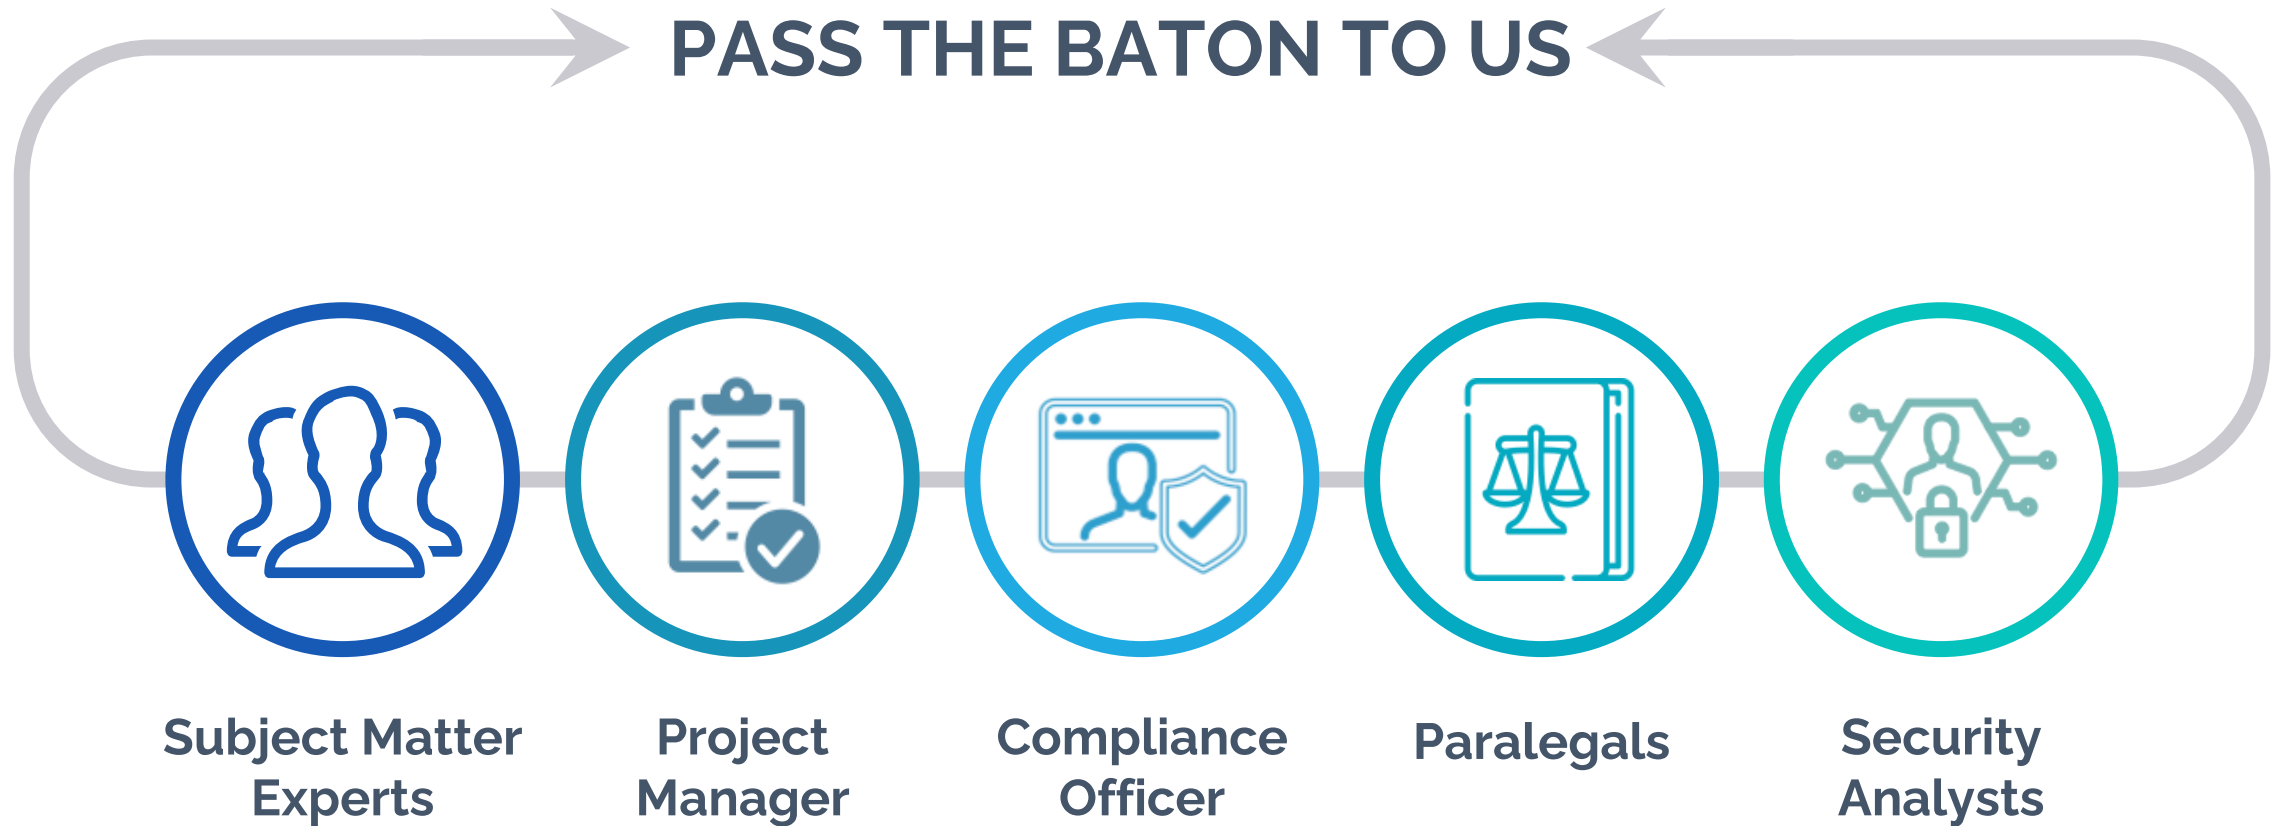 PASS THE BATON TO US
Subject Matter
Experts
Project
Manager
Compliance
Officer
Paralegals
Security
Analysts